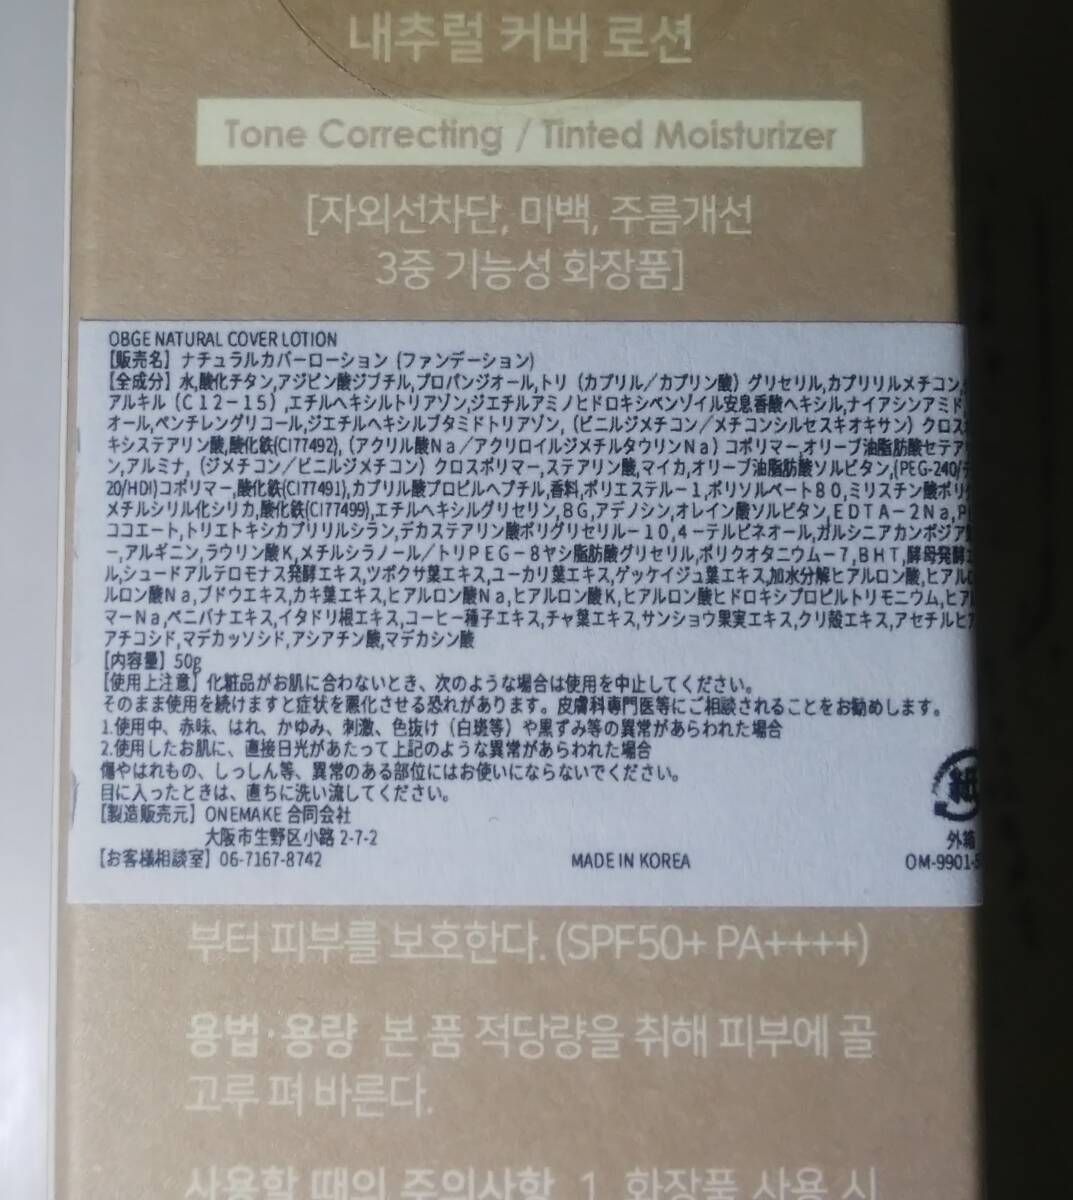 내추럴 커버 로션
Tone Correcting / Tinted Moisturizer
[자외선차단, 미백, 주름개선
3중 기능성 화장품]
OBGE NATURAL COVER LOTION
【販売名】ナチュラルカバーローション (ファンデーション)
【全成分】水,酸化チタン,アジピン酸ジブチル,プロパンジオール,トリ（カプリル／カプリン酸）グリセリル,カプリリルメチコン,
アルキル（C12－15）,エチルヘキシルトリアゾン,ジエチルアミノヒドロキシベンゾイル安息香酸ヘキシル,ナイアシンアミド,
オール,ペンチレングリコール,ジエチルヘキシルブタミドトリアゾン,（ビニルジメチコン／メチコンシルセスキオキサン）クロスポ
キシステアリン酸,酸化鉄(CI77492),（アクリル酸Na／アクリロイルジメチルタウリンNa）コポリマー,オリーブ油脂肪酸セテア
ン,アルミナ,（ジメチコン／ビニルジメチコン）クロスポリマー,ステアリン酸,マイカ,オリーブ油脂肪酸ソルビタン,(PEG-240/デ
20/HDI)コポリマー,酸化鉄(CI77491),カプリル酸プロピルヘプチル,香料,ポリエステル－1,ポリソルベート80,ミリスチン酸ポリグ
メチルシリル化シリカ,酸化鉄(CI77499),エチルヘキシルグリセリン,BG,アデノシン,オレイン酸ソルビタン,EDTA－2Na,P
ココエート,トリエトキシカプリリルシラン,デカステアリン酸ポリグリセリル－10,4－テルピネオール,ガルシニアカンボジア
ー,アルギニン,ラウリン酸K,メチルシラノール／トリPEG－8ヤシ脂肪酸グリセリル,ポリクオタニウム－7,BHT,酵母発酵
ル,シュードアルテロモナス発酵エキス,ツボクサ葉エキス,ユーカリ葉エキス,ゲッケイジュ葉エキス,加水分解ヒアルロン酸,ヒアル
ルロン酸Na,ブドウエキス,カキ葉エキス,ヒアルロン酸Na,ヒアルロン酸K,ヒアルロン酸ヒドロキシプロピルトリモニウム,ヒア
マーNa,ベニバナエキス,イタドリ根エキス,コーヒー種子エキス,チャ葉エキス,サンショウ果実エキス,クリ殻エキス,アセチルヒア
アチコシド,マデカッソシド,アシアチン酸,マデカシン酸
【内容量】50g
【使用上注意】化粧品がお肌に合わないとき、次のような場合は使用を中止してください。
そのまま使用を続けますと症状を悪化させる恐れがあります。皮膚科専門医等にご相談されることをお勧めします。
1.使用中、赤味、はれ、かゆみ、刺激、色抜け（白斑等）や黒ずみ等の異常があらわれた場合
2.使用したお肌に、直接日光があたって上記のような異常があらわれた場合
傷やはれもの、しっしん等、異常のある部位にはお使いにならないでください。
目に入ったときは、直ちに洗い流してください。
【製造販売元】ONEMAKE 合同会社
大阪市生野区小路 2-7-2
【お客様相談室】06-7167-8742
MADE IN KOREA
紙
外箱
OM-9901-
부터 피부를 보호한다. (SPF50+ PA++++)
용법·용량 본 품 적당량을 취해 피부에 골
고루 펴 바른다.
사용할 때의 주의사항 1. 화장품 사용 시